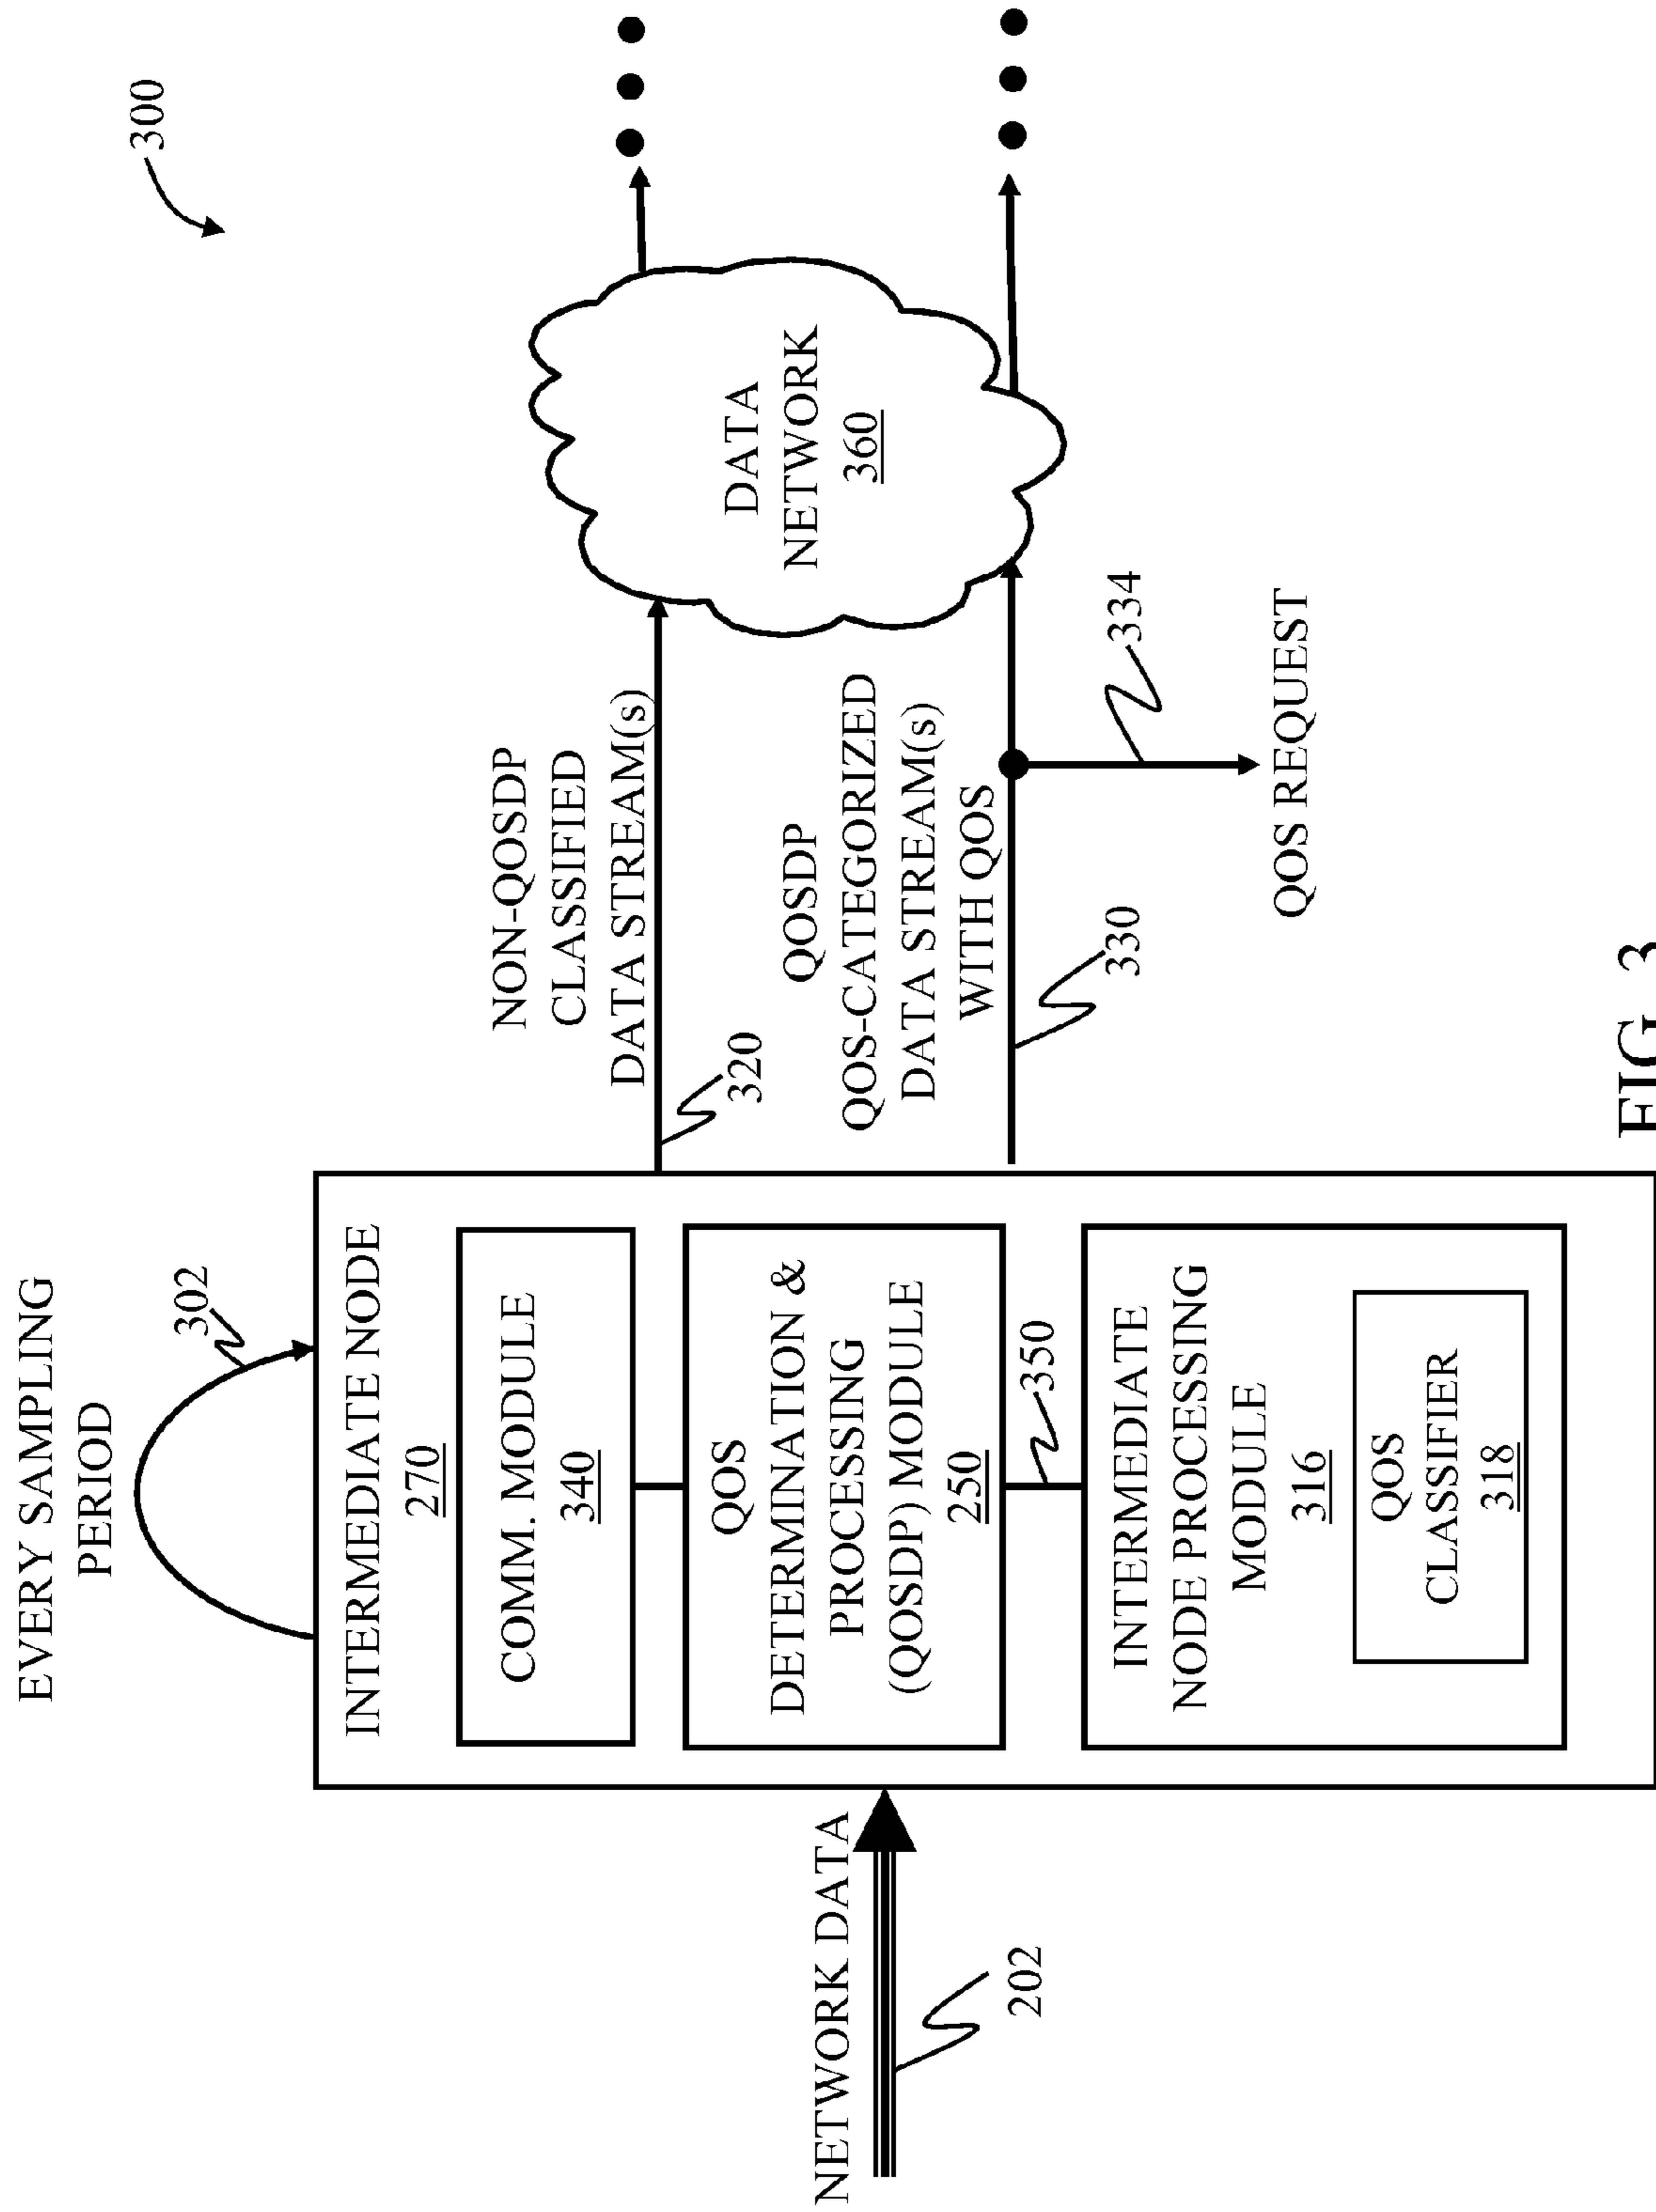 300
EVERY SAMPLING
PERIOD
302
INTERMEDIATE NODE
270
COMM. MODULE
340
QOS
DETERMINATION &
PROCESSING
(QOSDP) MODULE
250
350
INTERMEDIATE
NODE PROCESSING
MODULE
316
QOS
CLASSIFIER
318
NETWORK DATA
202
NON-QOSDP
CLASSIFIED
DATA STREAM(s)
320
QOSDP
QOS-CATEGORIZED
DATA STREAM(s)
WITH QOS
330
334
QOS REQUEST
DATA
NETWORK
360
FIG. 3